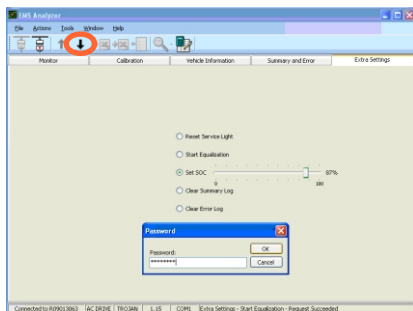 EMS Analyzer
File Actions Tools Window Help
Monitor Calibration Vehicle Information Summary and Error Extra Settings
Reset Service Light
Start Equalization
Set SOC 87%
0 100
Clear Summary Log
Clear Error Log
Password
Password:
********
OK
Cancel
Connected to R09013063 AC DRIVE TROJAN 1.15 COM1 Extra Settings - Start Equalization - Request Succeeded